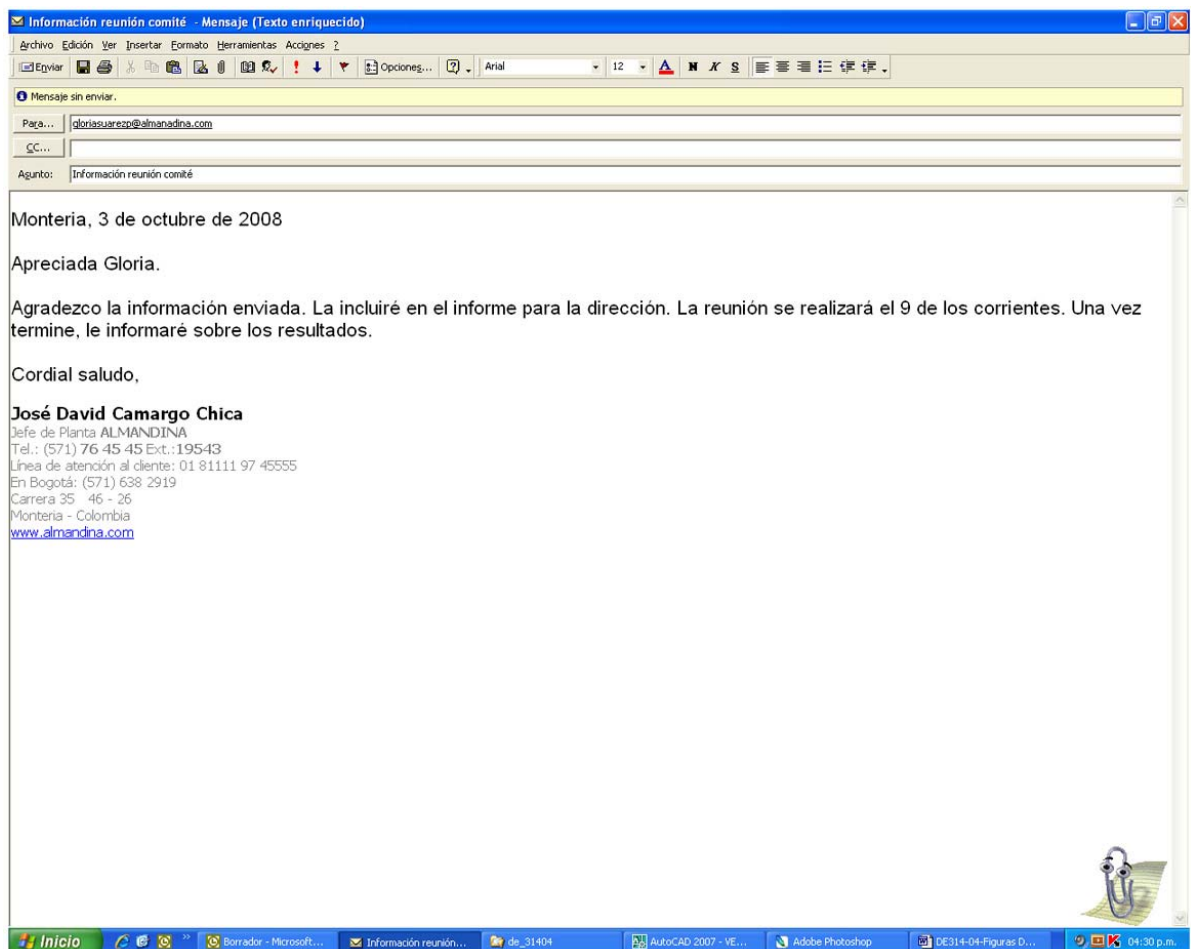 Información reunión comité - Mensaje (Texto enriquecido)
Archivo Edición Ver Insertar Formato Herramientas Acciones ?
Enviar Opciones... Arial 12 A N K S
Mensaje sin enviar.
Para... gloriasuarezp@almanadina.com
CC...
Asunto: Información reunión comité
Monteria, 3 de octubre de 2008
Apreciada Gloria.
Agradezco la información enviada. La incluiré en el informe para la dirección. La reunión se realizará el 9 de los corrientes. Una vez
termine, le informaré sobre los resultados.
Cordial saludo,
José David Camargo Chica
Jefe de Planta ALMANDINA
Tel.: (571) 76 45 45 Ext.:19543
Línea de atención al cliente: 01 81111 97 45555
En Bogotá: (571) 638 2919
Carrera 35 46 - 26
Monteria - Colombia
www.almandina.com
Inicio » Borrador - Microsoft... Información reunión... de_31404 AutoCAD 2007 - VE... Adobe Photoshop DE314-04-Figuras D... 04:30 p.m.